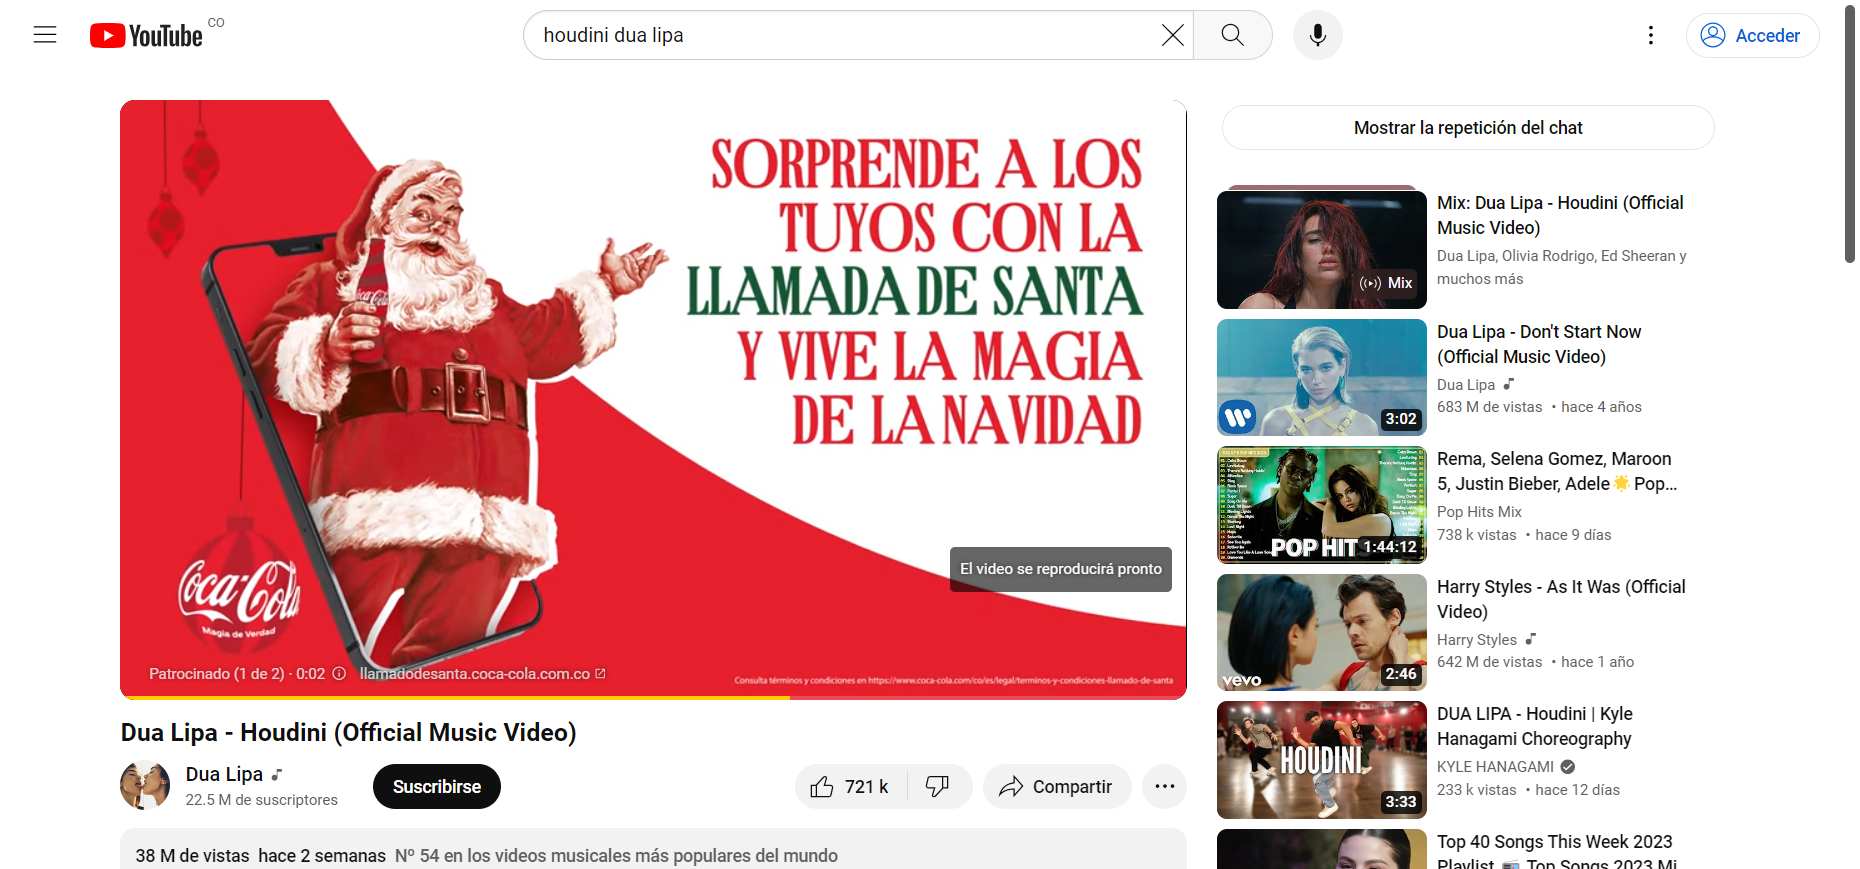 YouTube
CO
houdini dua lipa
Acceder
SORPRENDE A LOS
TUYOS CON LA
LLAMADA DE SANTA
Y VIVE LA MAGIA
DE LA NAVIDAD
Coca-Cola
Coca-Cola
Magia de Verdad
El video se reproducirá pronto
Patrocinado (1 de 2) · 0:02
llamadodesanta.coca-cola.com.co
Consulta términos y condiciones en https://www.coca-cola.com/co/es/legal/terminos-y-condiciones-llamado-de-santa
Dua Lipa - Houdini (Official Music Video)
Dua Lipa
22.5 M de suscriptores
Suscribirse
721 k
Compartir
38 M de vistas hace 2 semanas Nº 54 en los videos musicales más populares del mundo
Mostrar la repetición del chat
Mix
Mix: Dua Lipa - Houdini (Official
Music Video)
Dua Lipa, Olivia Rodrigo, Ed Sheeran y
muchos más
3:02
Dua Lipa - Don't Start Now
(Official Music Video)
Dua Lipa
683 M de vistas • hace 4 años
POP HIT
1:44:12
Rema, Selena Gomez, Maroon
5, Justin Bieber, Adele🌟 Pop...
Pop Hits Mix
738 k vistas • hace 9 días
vevo
2:46
Harry Styles - As It Was (Official
Video)
Harry Styles
642 M de vistas • hace 1 año
HOUDINI
3:33
DUA LIPA - Houdini | Kyle
Hanagami Choreography
KYLE HANAGAMI
233 k vistas • hace 12 días
Top 40 Songs This Week 2023
Playlist 📻 Top Songs 2023 Mi